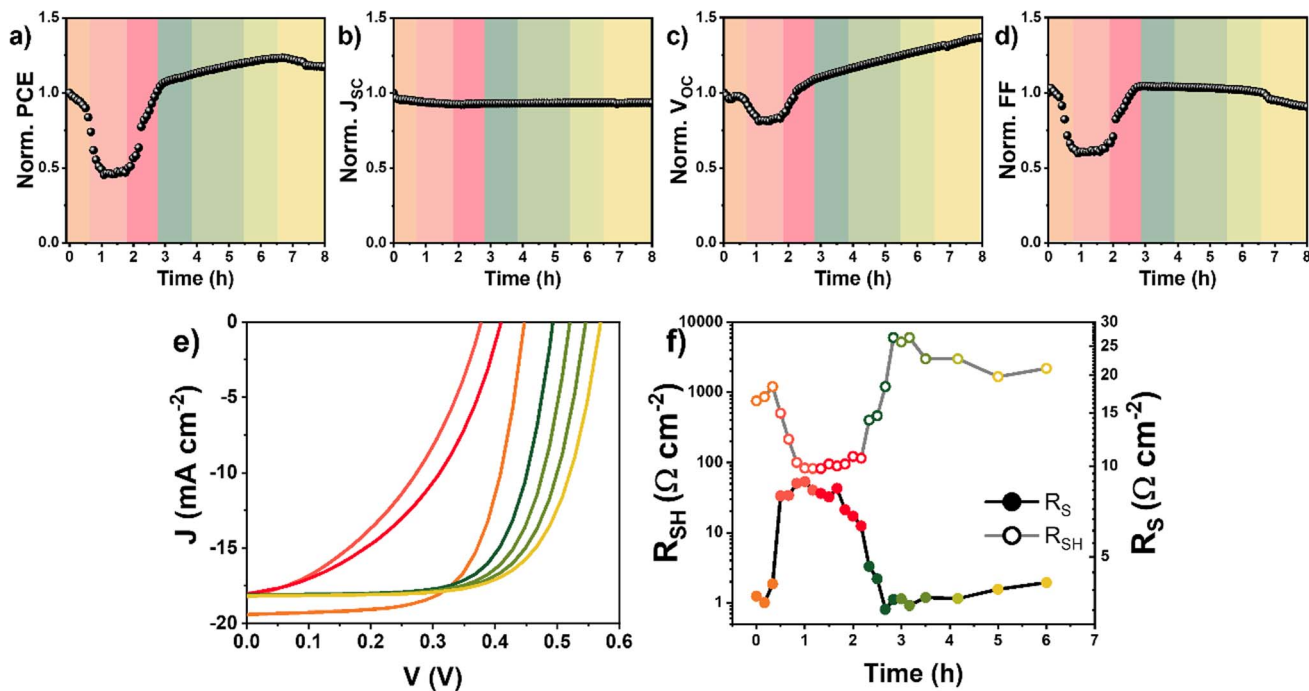 a)
Norm. PCE
1.5
1.0
0.5
0.0
0 1 2 3 4 5 6 7 8
Time (h)
b)
Norm. J_SC
1.5
1.0
0.5
0.0
0 1 2 3 4 5 6 7 8
Time (h)
c)
Norm. V_OC
1.5
1.0
0.5
0.0
0 1 2 3 4 5 6 7 8
Time (h)
d)
Norm. FF
1.5
1.0
0.5
0.0
0 1 2 3 4 5 6 7 8
Time (h)
e)
J (mA cm⁻²)
0
-5
-10
-15
-20
0.0 0.1 0.2 0.3 0.4 0.5 0.6
V (V)
f)
R_SH (Ω cm⁻²)
10000
1000
100
10
1
R_S
R_SH
30
25
20
15
10
5
R_S (Ω cm⁻²)
0 1 2 3 4 5 6 7
Time (h)